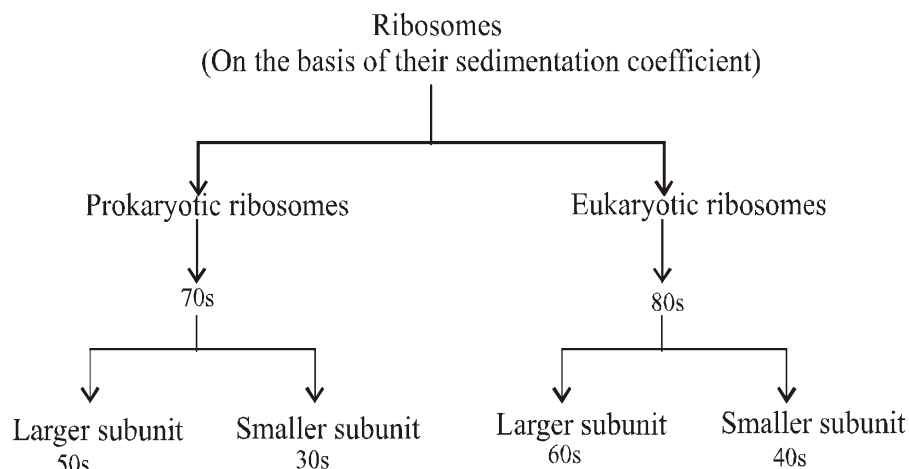 Ribosomes
(On the basis of their sedimentation coefficient)
Prokaryotic ribosomes
Eukaryotic ribosomes
70s
80s
Larger subunit
50s
Smaller subunit
30s
Larger subunit
60s
Smaller subunit
40s